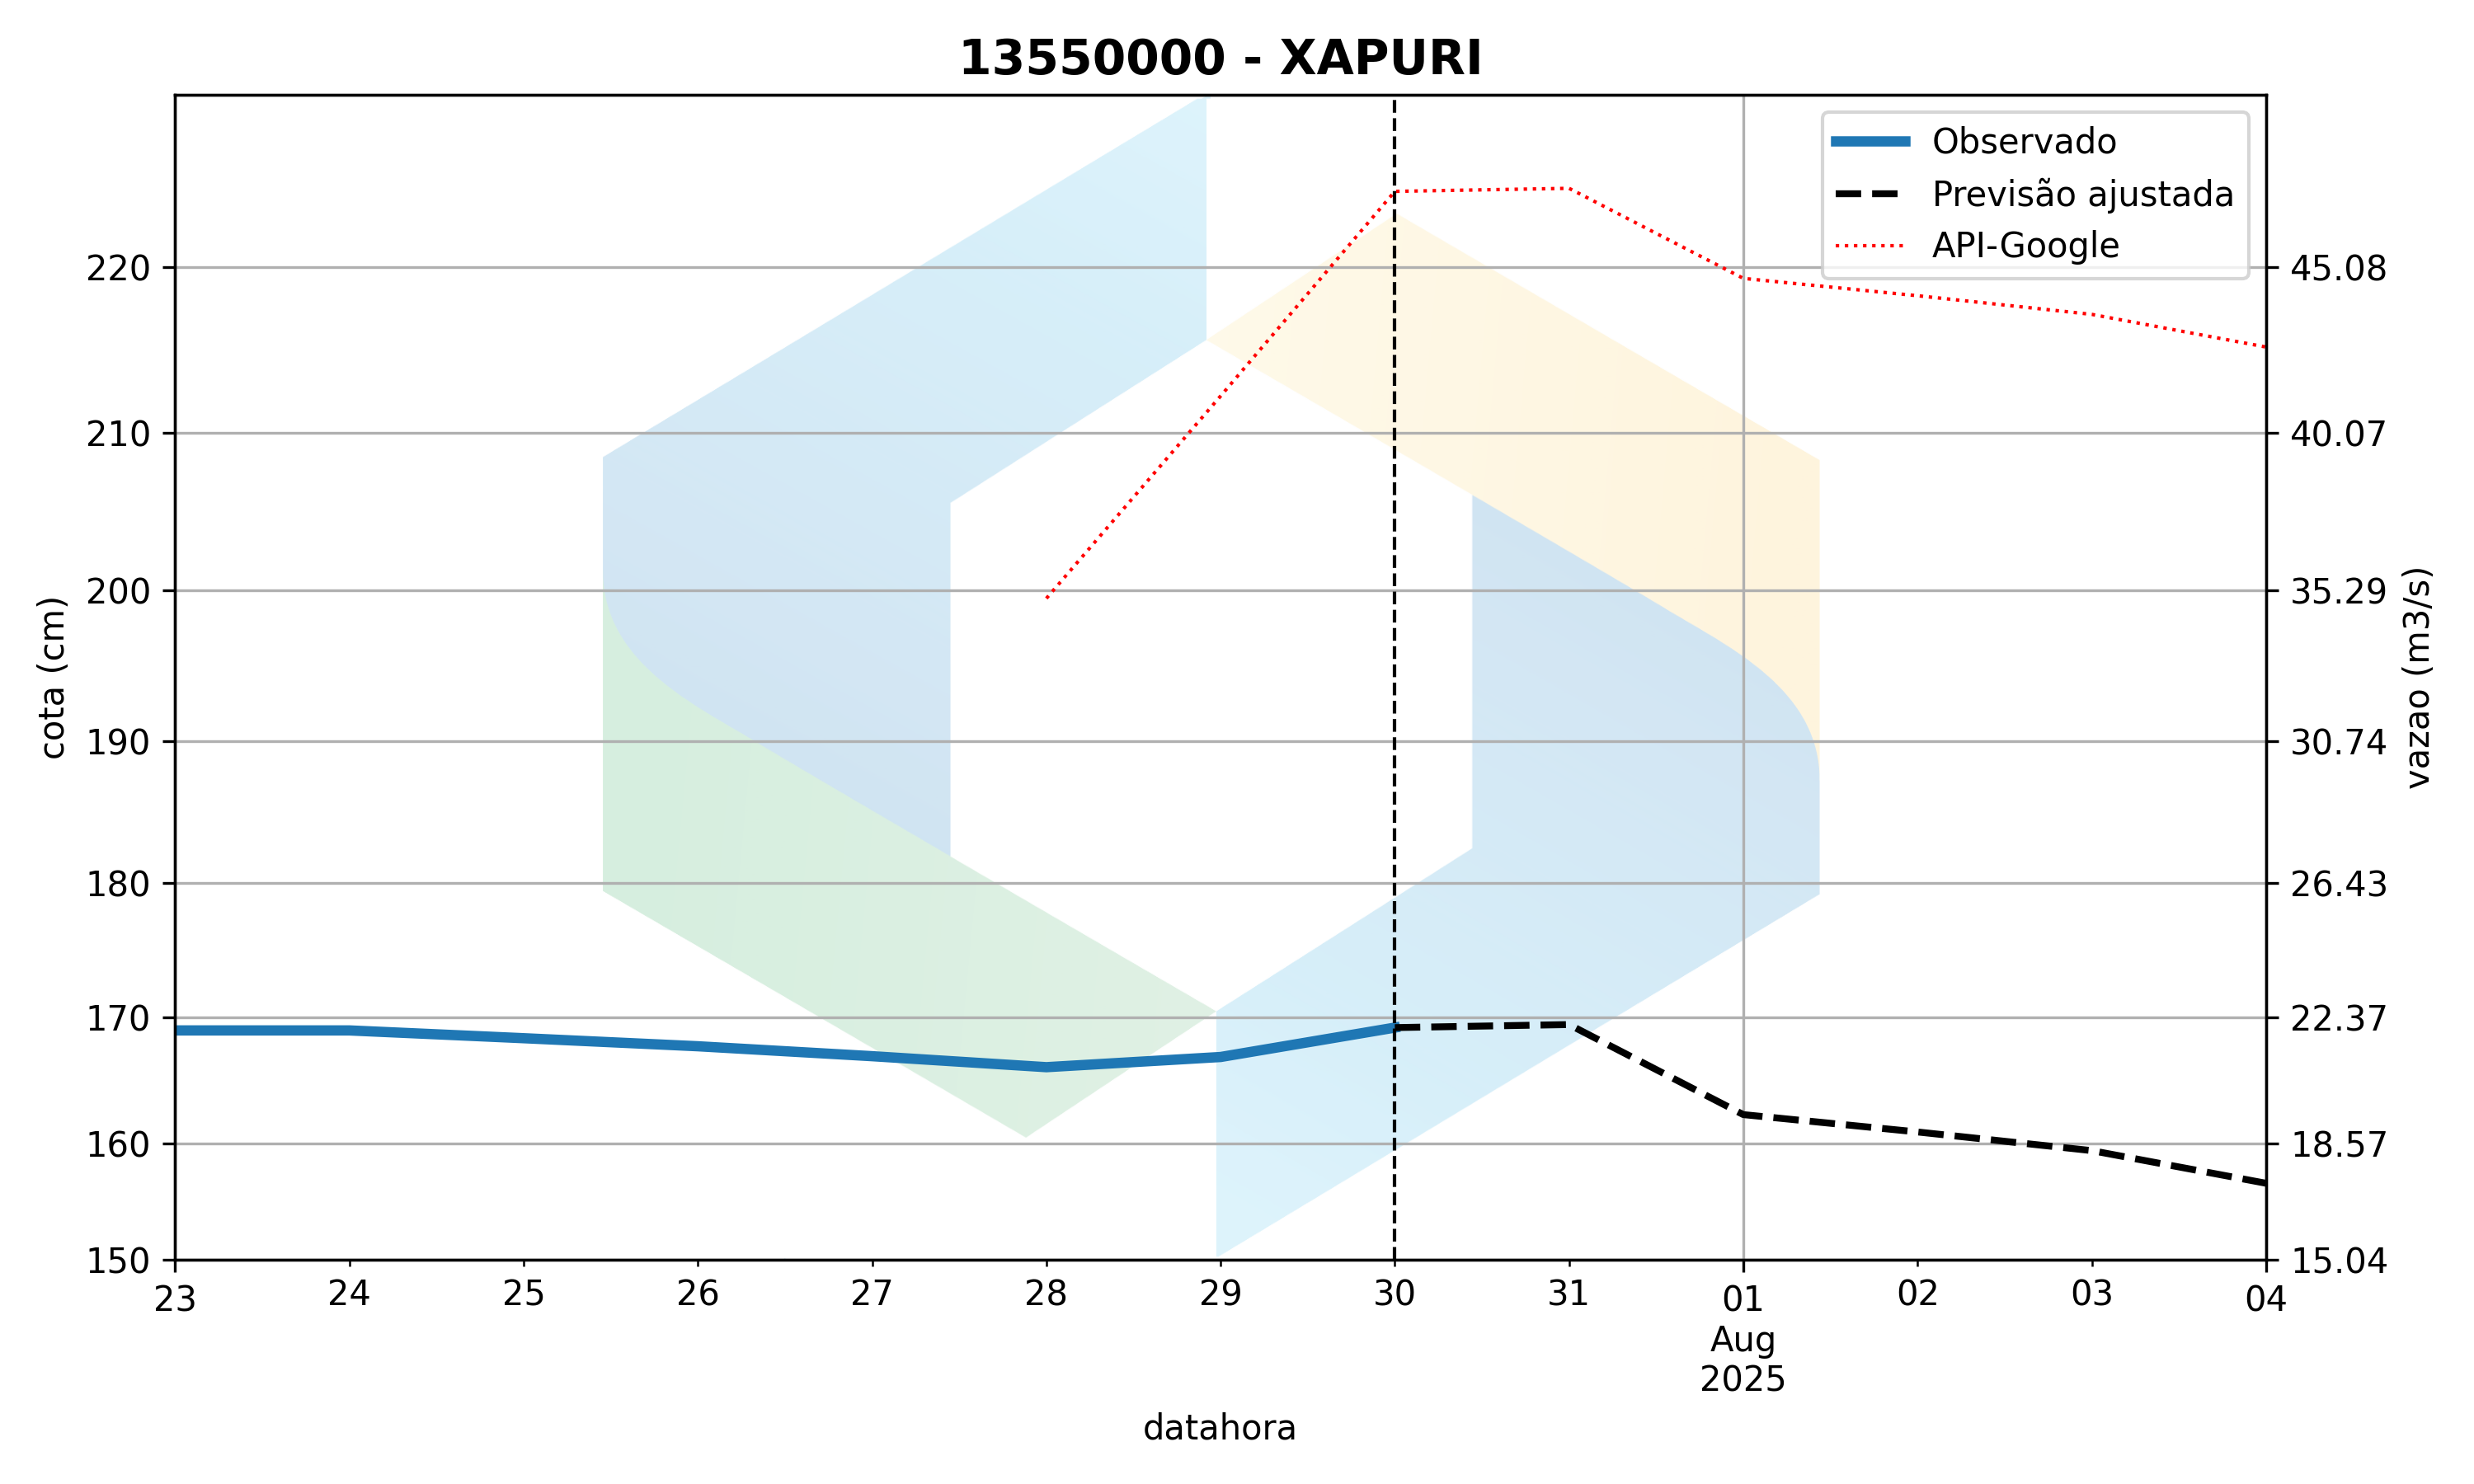 13550000 - XAPURI
Observado
Previsão ajustada
API-Google
220
210
200
190
180
170
160
150
cota (cm)
45.08
40.07
35.29
30.74
26.43
22.37
18.57
15.04
vazao (m3/s)
23 24 25 26 27 28 29 30 31 01 02 03 04
Aug
2025
datahora